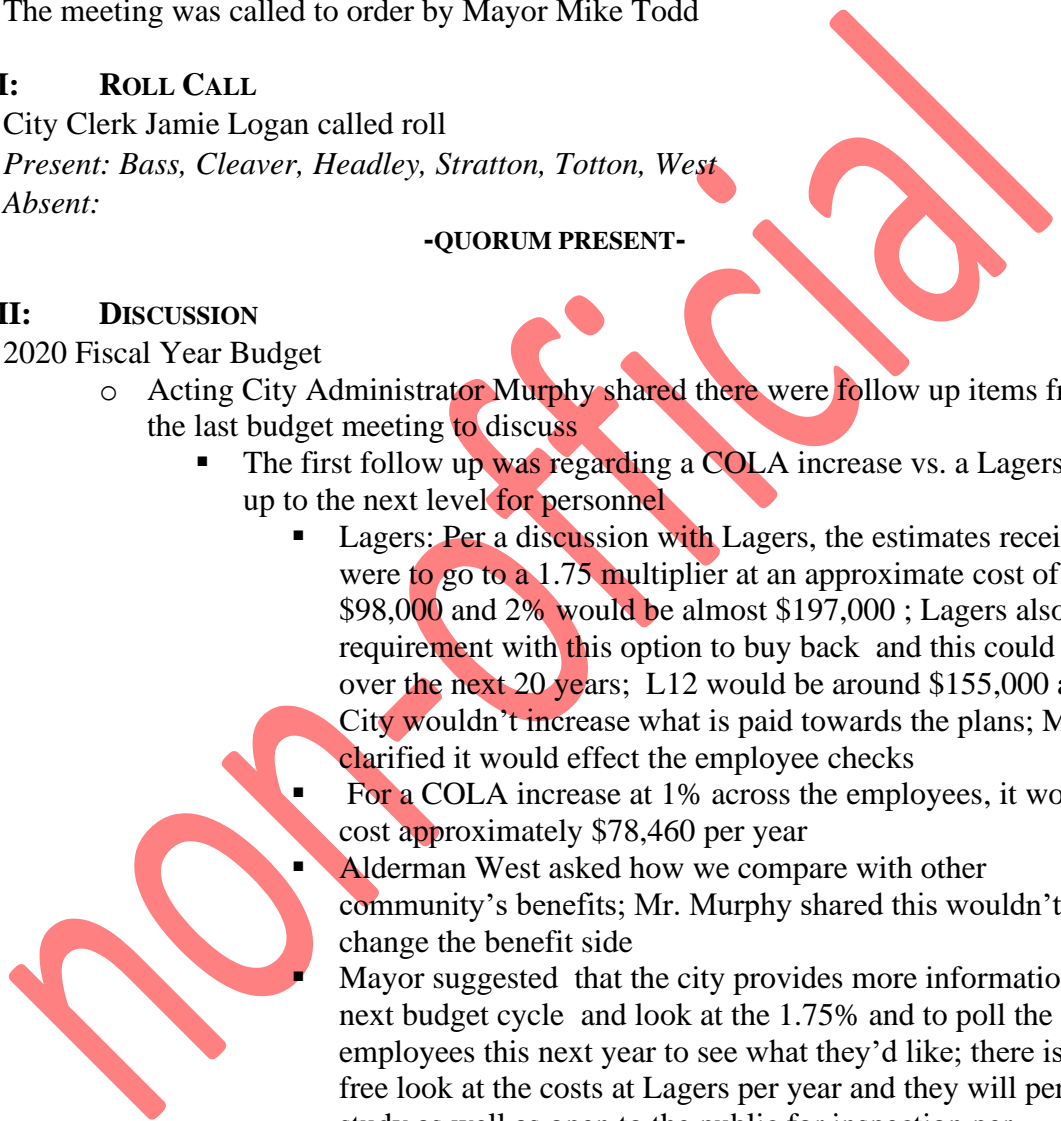 The meeting was called to order by Mayor Mike Todd
I: ROLL CALL
City Clerk Jamie Logan called roll
Present: Bass, Cleaver, Headley, Stratton, Totton, West
Absent:
-QUORUM PRESENT-
II: DISCUSSION
2020 Fiscal Year Budget
o Acting City Administrator Murphy shared there were follow up items
the last budget meeting to discuss
▪ The first follow up was regarding a COLA increase vs. a Lagers
up to the next level for personnel
▪ Lagers: Per a discussion with Lagers, the estimates
were to go to a 1.75 multiplier at an approximate cost of
$98,000 and 2% would be almost $197,000 ; Lagers also
requirement with this option to buy back and this could
over the next 20 years; L12 would be around $155,000
City wouldn't increase what is paid towards the plans;
clarified it would effect the employee checks
▪ For a COLA increase at 1% across the employees, it
cost approximately $78,460 per year
▪ Alderman West asked how we compare with other
community's benefits; Mr. Murphy shared this wouldn't
change the benefit side
▪ Mayor suggested that the city provides more
next budget cycle and look at the 1.75% and to poll the
employees this next year to see what they'd like; there is
free look at the costs at Lagers per year and they will
study as well as open to the public for inspection per
non-official